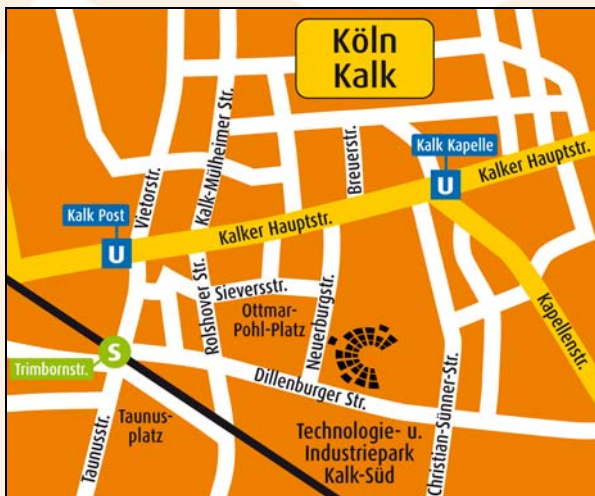 Köln
Kalk
Kalk-Mülheimer Str.
Vietorstr.
Breuerstr.
Kalk Kapelle
U
Kalker Hauptstr.
Kalk Post
U
Kalker Hauptstr.
Rolshover Str.
Sieversstr.
Ottmar-
Pohl-Platz
Neuerburgstr.
Kapellenstr.
S
Trimbornstr.
Dillenburger Str.
Taunusstr.
Taunus-
platz
Technologie- u.
Industriepark
Kalk-Süd
Christian-Sünner-Str.